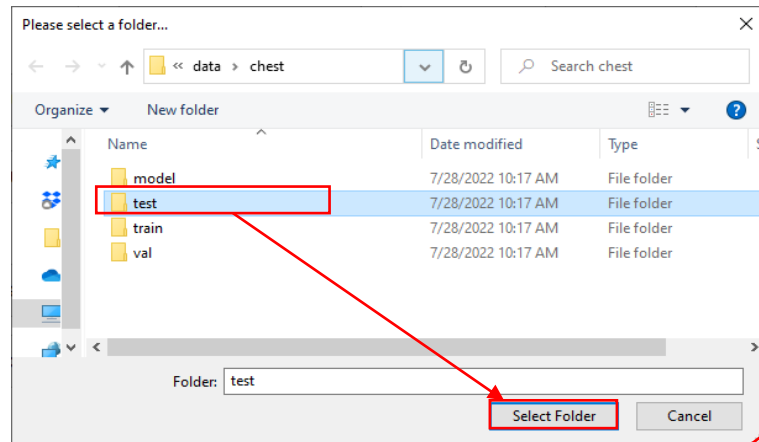 Please select a folder...
« data › chest
Search chest
Organize
New folder
Name Date modified Type
model 7/28/2022 10:17 AM File folder
test 7/28/2022 10:17 AM File folder
train 7/28/2022 10:17 AM File folder
val 7/28/2022 10:17 AM File folder
Folder: test
Select Folder Cancel